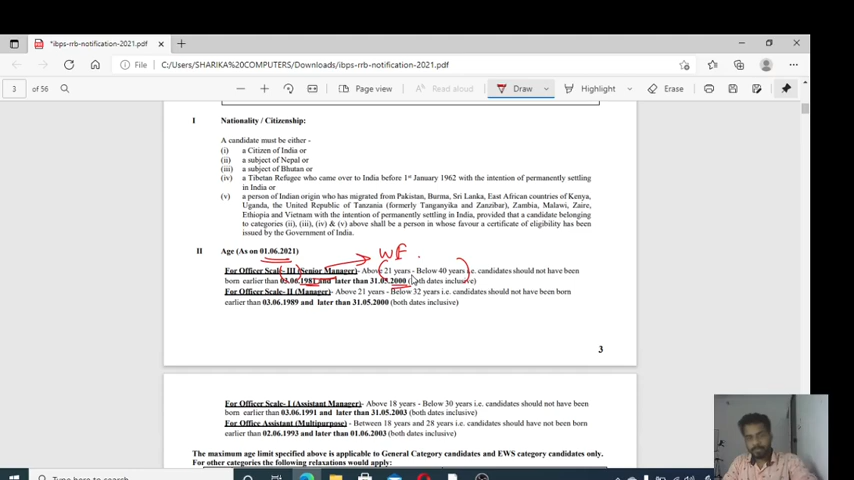 *ibps-rrb-notification-2021.pdf
File
C:/Users/SHARIKA%20COMPUTERS/Downloads/ibps-rrb-notification-2021.pdf
3 of 56
Page view
Read aloud
Draw
Highlight
Erase
I Nationality / Citizenship:
A candidate must be either -
(i) a Citizen of India or
(ii) a subject of Nepal or
(iii) a subject of Bhutan or
(iv) a Tibetan Refugee who came over to India before 1st January 1962 with the intention of permanently settling
in India or
(v) a person of Indian origin who has migrated from Pakistan, Burma, Sri Lanka, East African countries of Kenya,
Uganda, the United Republic of Tanzania (formerly Tanganyika and Zanzibar), Zambia, Malawi, Zaire,
Ethiopia and Vietnam with the intention of permanently settling in India, provided that a candidate belonging
to categories (ii), (iii), (iv) & (v) above shall be a person in whose favour a certificate of eligibility has been
issued by the Government of India.
II Age (As on 01.06.2021)
For Officer Scale- III (Senior Manager)- Above 21 years - Below 40 years i.e. candidates should not have been
born earlier than 03.06.1981 and later than 31.05.2000 (both dates inclusive)
For Officer Scale- II (Manager)- Above 21 years - Below 32 years i.e. candidates should not have been born
earlier than 03.06.1989 and later than 31.05.2000 (both dates inclusive)
3
For Officer Scale- I (Assistant Manager)- Above 18 years - Below 30 years i.e. candidates should not have been
born earlier than 03.06.1991 and later than 31.05.2003 (both dates inclusive)
For Office Assistant (Multipurpose)- Between 18 years and 28 years i.e. candidates should have not been born
earlier than 02.06.1993 and later than 01.06.2003 (both dates inclusive)
The maximum age limit specified above is applicable to General Category candidates and EWS category candidates only.
For other categories the following relaxations would apply:
Type here to search